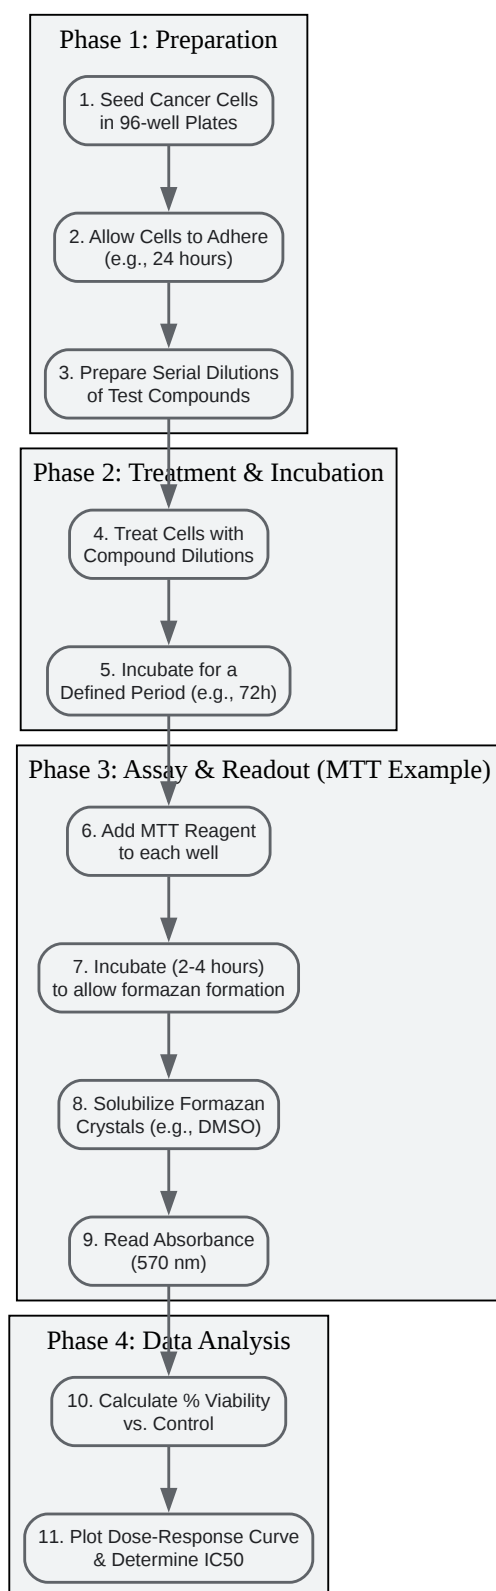 Phase 1: Preparation
1. Seed Cancer Cells
in 96-well Plates
2. Allow Cells to Adhere
(e.g., 24 hours)
3. Prepare Serial Dilutions
of Test Compounds
Phase 2: Treatment & Incubation
4. Treat Cells with
Compound Dilutions
5. Incubate for a
Defined Period (e.g., 72h)
Phase 3: Assay & Readout (MTT Example)
6. Add MTT Reagent
to each well
7. Incubate (2-4 hours)
to allow formazan formation
8. Solubilize Formazan
Crystals (e.g., DMSO)
9. Read Absorbance
(570 nm)
Phase 4: Data Analysis
10. Calculate % Viability
vs. Control
11. Plot Dose-Response Curve
& Determine IC50